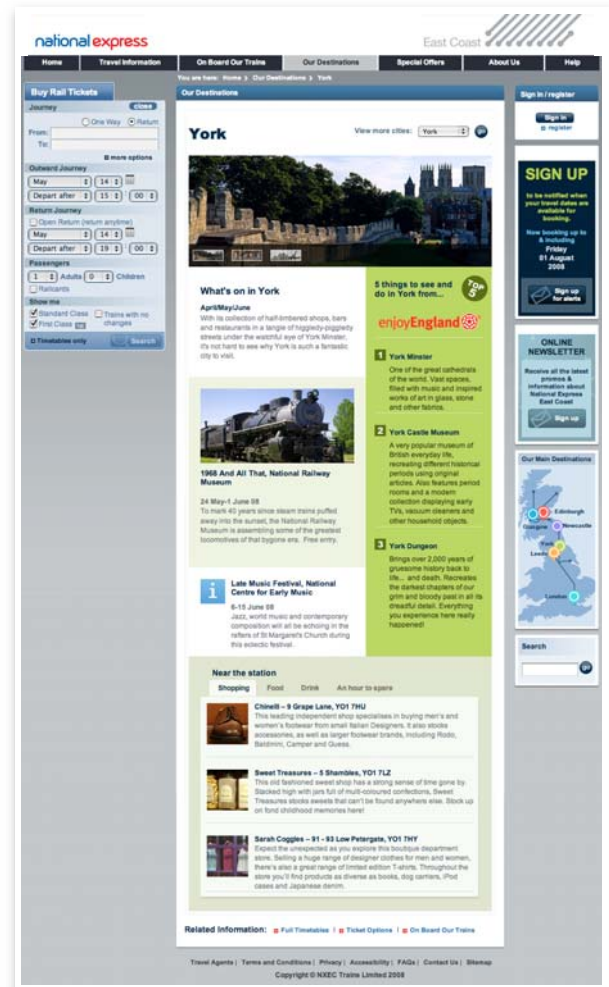 national express
East Coast
Home Travel Information On Board Our Trains Our Destinations Special Offers About Us Help
You are here: Home > Our Destinations > York
Buy Rail Tickets
Journey close
One Way Return
From:
To:
more options
Outward Journey
May 14
Depart after 15 : 00
Return Journey
Open Return (return anytime)
May 14
Depart after 19 : 00
Passengers
1 Adults 0 Children
Railcards
Show me
Standard Class Trains with no changes
First Class
Timetables only Search
Our Destinations
York
View more cities: York go
What's on in York
April/May/June
With its collection of half-timbered shops, bars
and restaurants in a tangle of higgledy-piggledy
streets under the watchful eye of York Minster,
it's not hard to see why York is such a fantastic
city to visit.
1968 And All That, National Railway
Museum
24 May-1 June 08
To mark 40 years since steam trains puffed
away into the sunset, the National Railway
Museum is assembling some of the greatest
locomotives of that bygone era. Free entry.
i
Late Music Festival, National
Centre for Early Music
6-15 June 08
Jazz, world music and contemporary
composition will all be echoing in the
rafters of St Margaret's Church during
this eclectic festival.
5 things to see and
do in York from...
TOP
5
enjoyEngland
1 York Minster
One of the great cathedrals
of the world. Vast spaces,
filled with music and inspired
works of art in glass, stone
and other fabrics.
2 York Castle Museum
A very popular museum of
British everyday life,
recreating different historical
periods using original
articles. Also features period
rooms and a modern
collection displaying early
TVs, vacuum cleaners and
other household objects.
3 York Dungeon
Brings over 2,000 years of
gruesome history back to
life... and death. Recreates
the darkest chapters of our
grim and bloody past in all its
dreadful detail. Everything
you experience here really
happened!
Near the station
Shopping Food Drink An hour to spare
Chinelli – 9 Grape Lane, YO1 7HU
This leading independent shop specialises in buying men's and
women's footwear from small Italian Designers. It also stocks
accessories, as well as larger footwear brands, including Rodo,
Baldinini, Camper and Guess.
Sweet Treasures – 5 Shambles, YO1 7LZ
This old fashioned sweet shop has a strong sense of time gone by.
Stacked high with jars full of multi-coloured confections, Sweet
Treasures stocks sweets that can't be found anywhere else. Stock up
on fond childhood memories here!
Sarah Coggles – 91 - 93 Low Petergate, YO1 7HY
Expect the unexpected as you explore this boutique department
store. Selling a huge range of designer clothes for men and women,
there's also a great range of limited edition T-shirts. Throughout the
store you'll find products as diverse as books, dog carriers, iPod
cases and Japanese denim.
Related Information: Full Timetables | Ticket Options | On Board Our Trains
Sign in / register
Sign in
register
SIGN UP
to be notified when
your travel dates are
available for
booking.
Now booking up to
& including
Friday
01 August
2008
Sign up
for alerts
ONLINE
NEWSLETTER
Receive all the latest
promos &
information about
National Express
East Coast
Sign up
Our Main Destinations
Edinburgh
Glasgow
Newcastle
York
Leeds
London
Search
go
Travel Agents | Terms and Conditions | Privacy | Accessibility | FAQs | Contact Us | Sitemap
Copyright © NXEC Trains Limited 2008